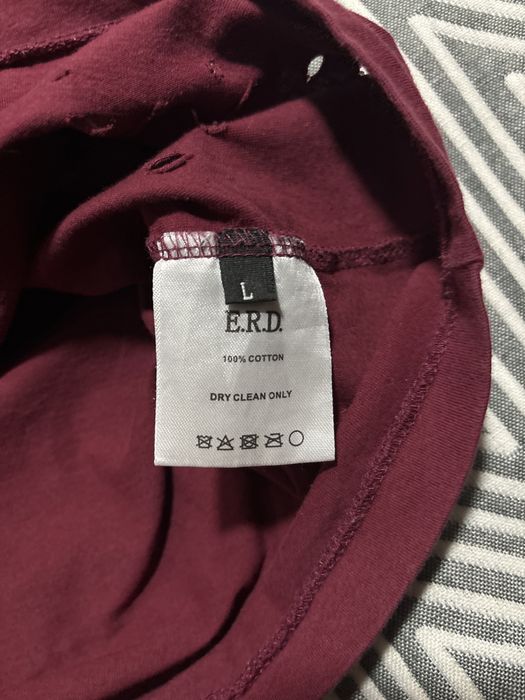 L
E.R.D.
100% COTTON
DRY CLEAN ONLY